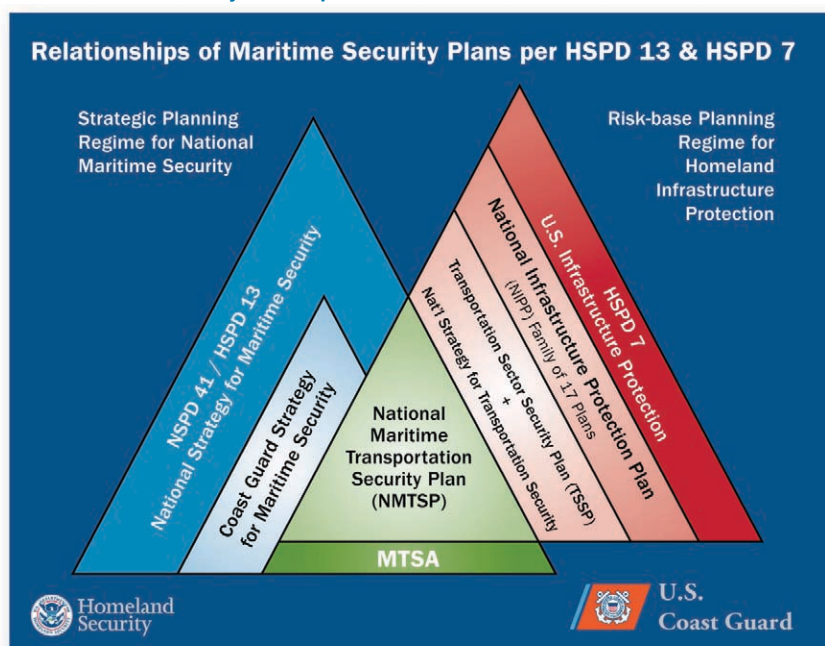 Relationships of Maritime Security Plans per HSPD 13 & HSPD 7
Strategic Planning
Regime for National
Maritime Security
Risk-base Planning
Regime for
Homeland
Infrastructure
Protection
NSPD 41 / HSPD 13
National Strategy for Maritime Security
Coast Guard Strategy
for Maritime Security
National
Maritime
Transportation
Security Plan
(NMTSP)
MTSA
Transportation Sector Security Plan (TSSP)
+
Nat'l Strategy for Transportation Security
National Infrastructure Protection Plan
(NIPP) Family of 17 Plans
HSPD 7
U.S. Infrastructure Protection
Homeland
Security
U.S.
Coast Guard